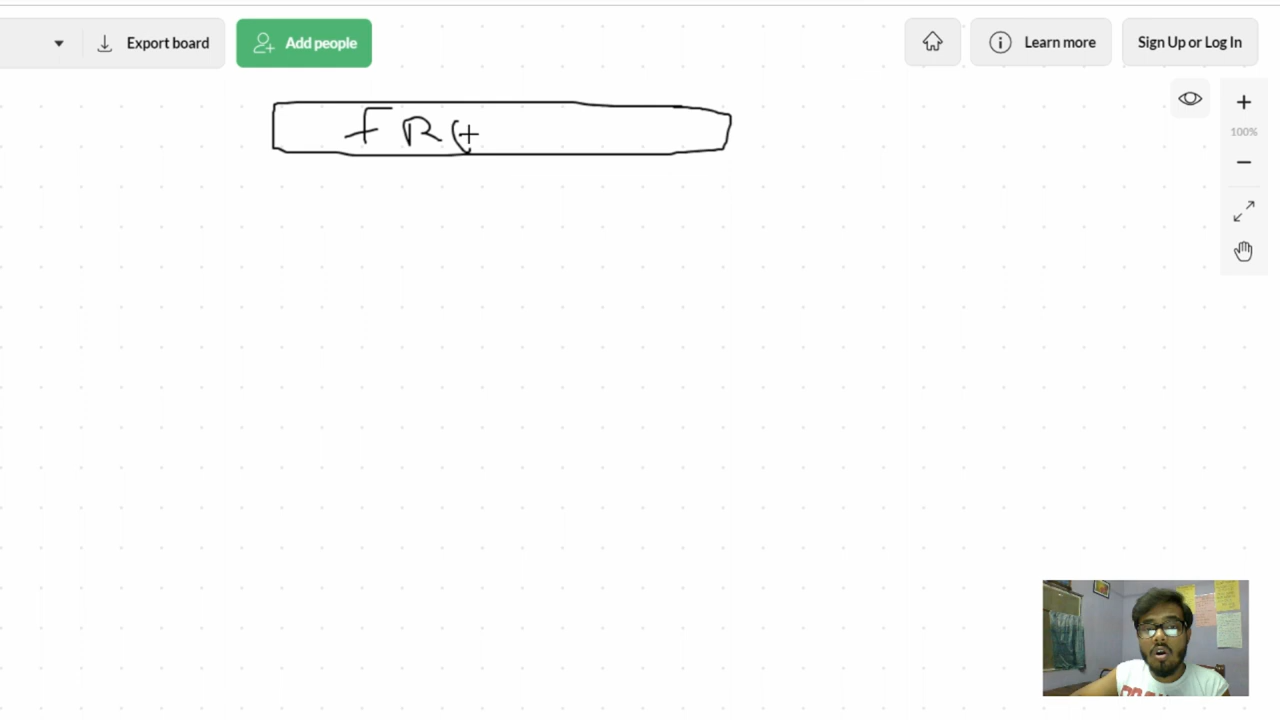 Export board
Add people
Learn more
Sign Up or Log In
100%
FR